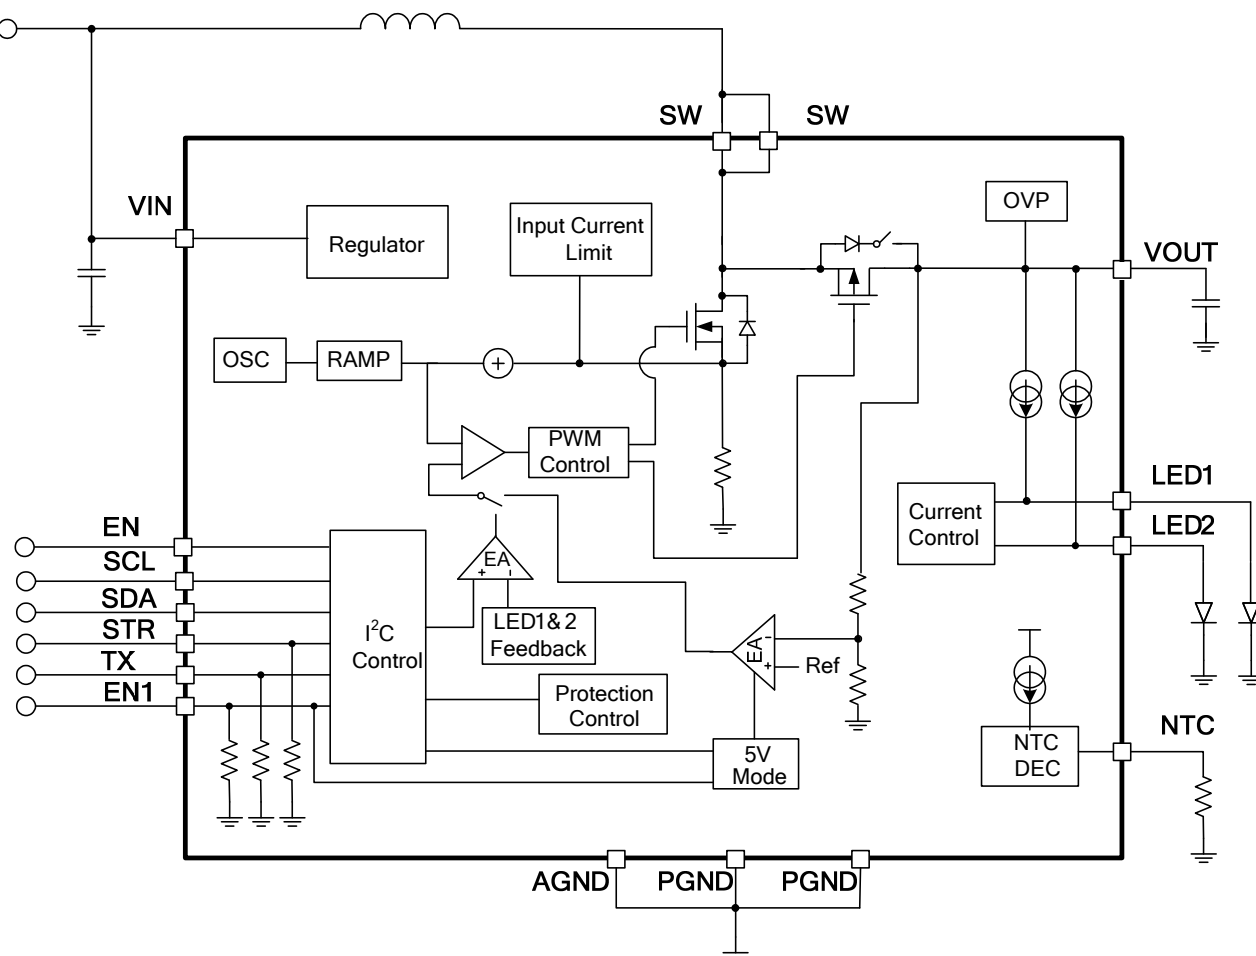 SW
SW
VIN
Regulator
Input Current
Limit
OVP
VOUT
OSC
RAMP
+
PWM
Control
LED1
LED2
Current
Control
EN
SCL
SDA
STR
TX
EN1
I²C
Control
EA
+ -
LED1& 2
Feedback
EA
-
+
Ref
Protection
Control
5V
Mode
NTC
DEC
NTC
AGND
PGND
PGND